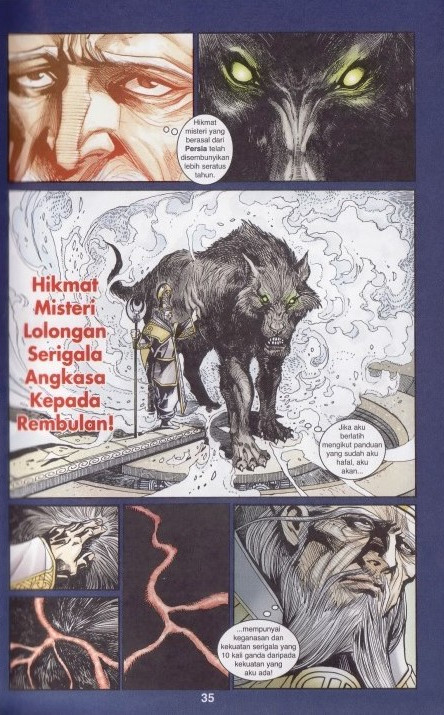 Hikmat
misteri yang
berasal dari
Persia telah
disembunyikan
lebih seratus
tahun.
Hikmat
Misteri
Lolongan
Serigala
Angkasa
Kepada
Rembulan!
Jika aku
berlatih
mengikut panduan
yang sudah aku
hafal, aku
akan...
...mempunyai
keganasan dan
kekuatan serigala yang
10 kali ganda daripada
kekuatan yang
aku ada!
35